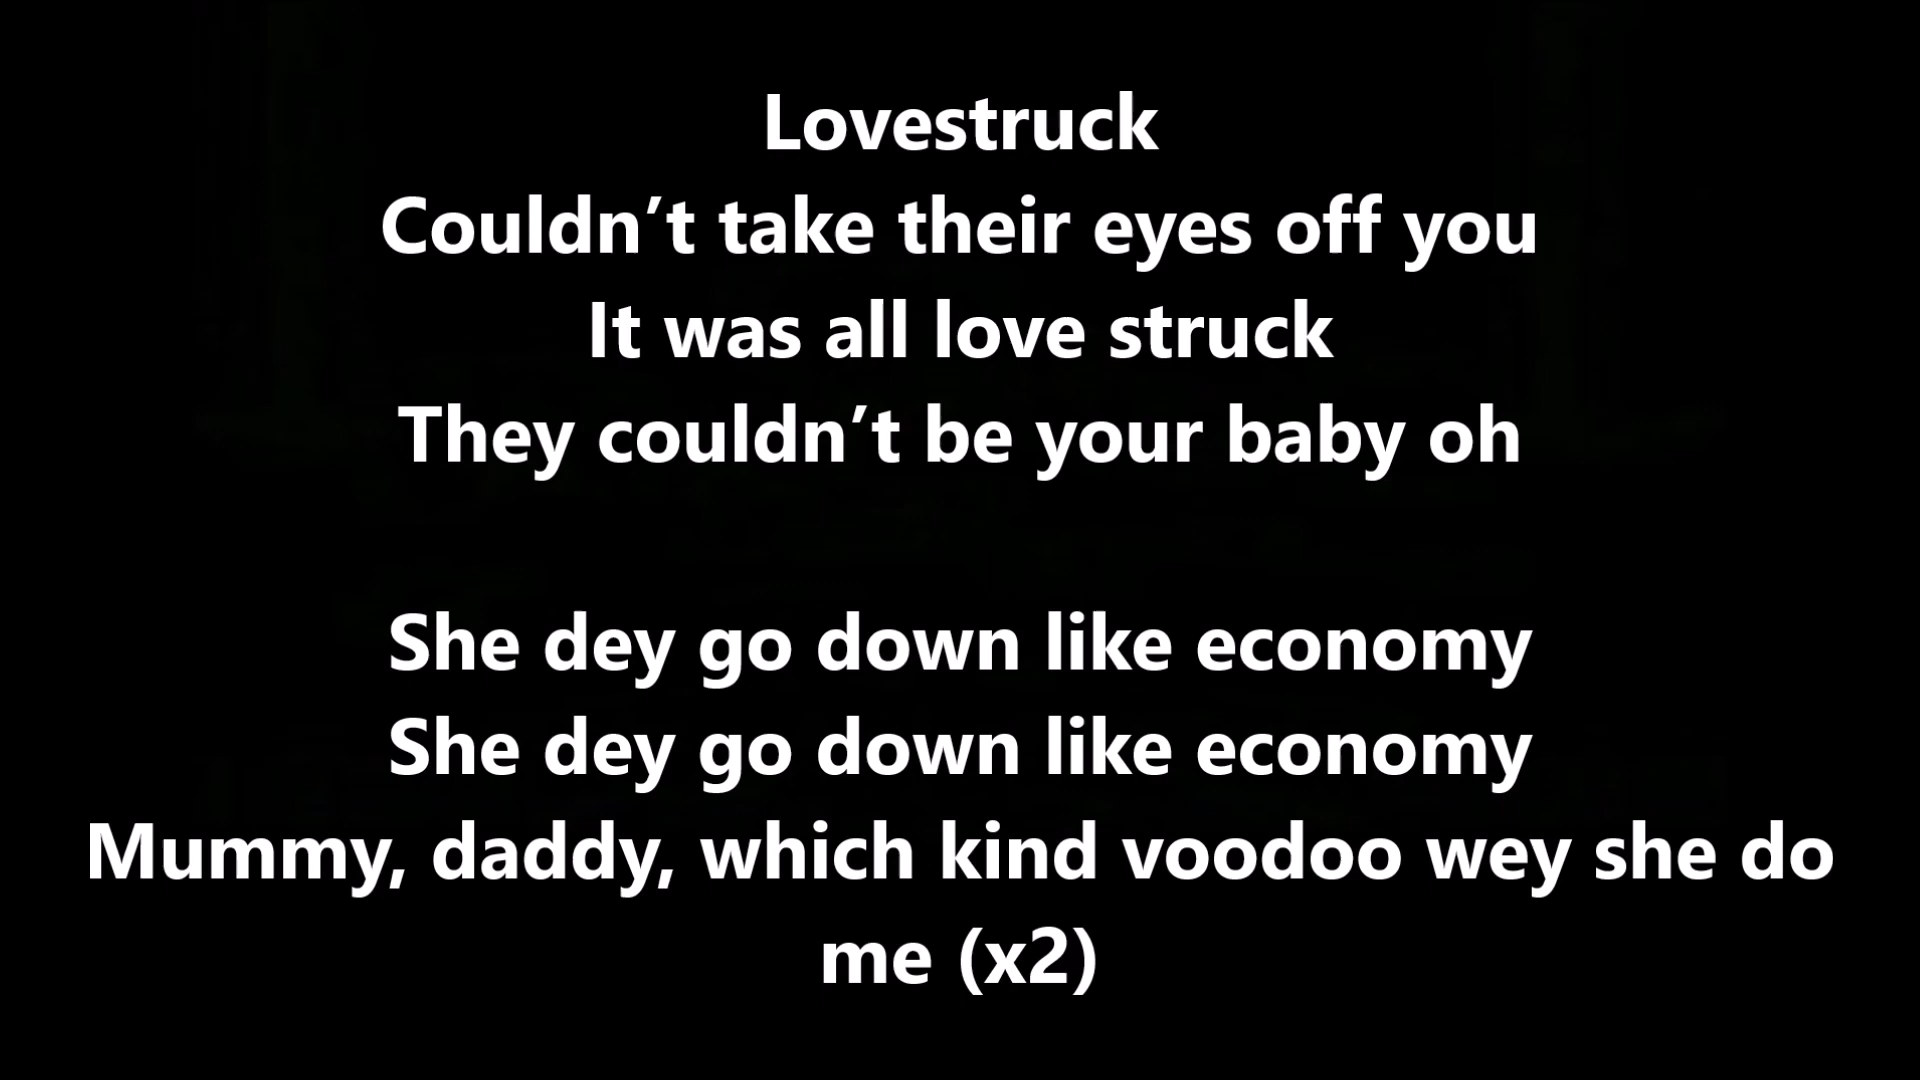 Lovestruck
Couldn’t take their eyes off you
It was all love struck
They couldn’t be your baby oh
She dey go down like economy
She dey go down like economy
Mummy, daddy, which kind voodoo wey she do
me (x2)